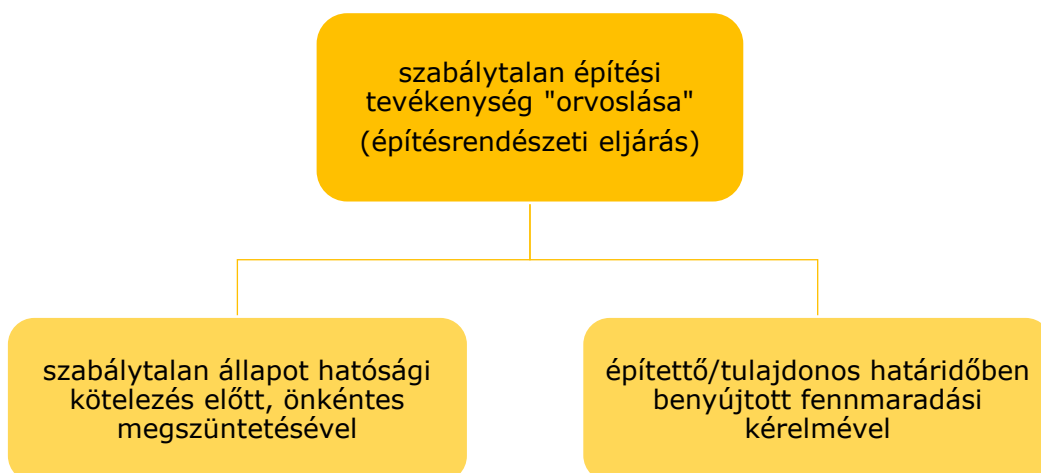 szabálytalan építési
tevékenység "orvoslása"
(építésrendészeti eljárás)
szabálytalan állapot hatósági
kötelezés előtt, önkéntes
megszüntetésével
építettő/tulajdonos határidőben
benyújtott fennmaradási
kérelmével